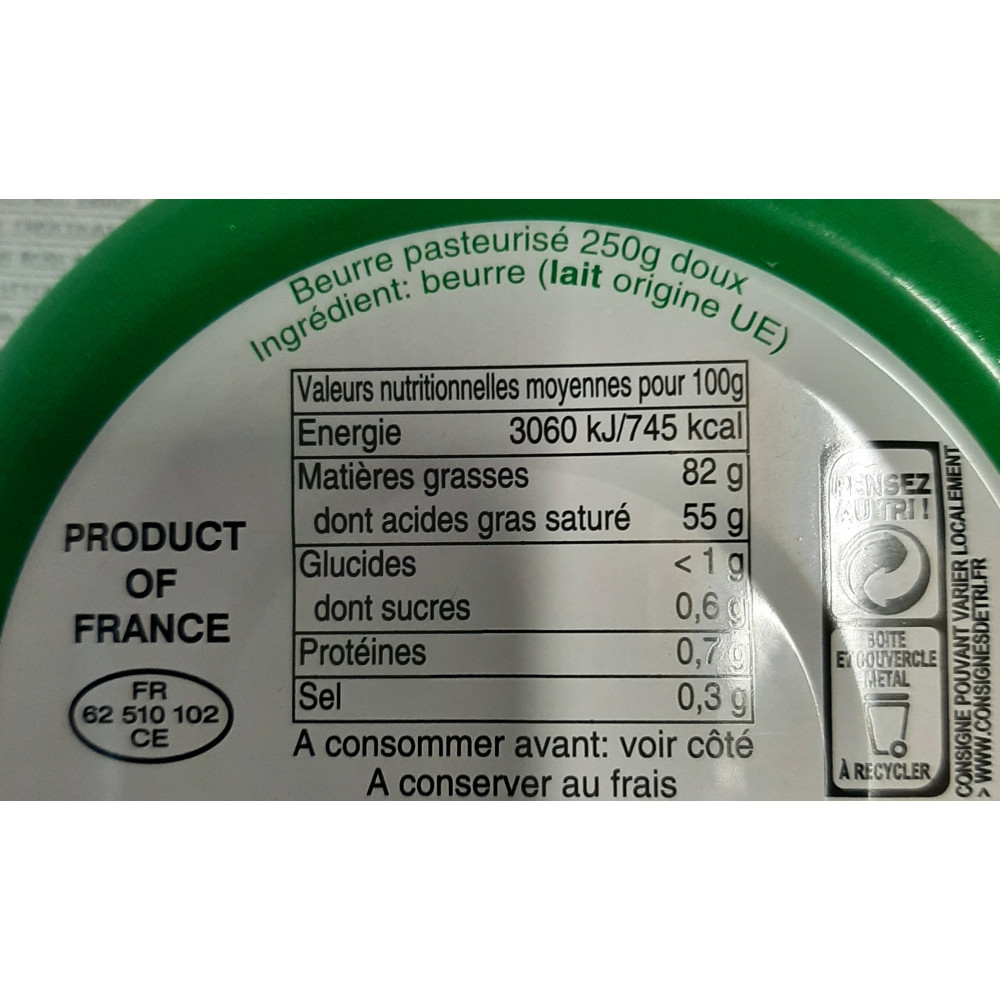 Beurre pasteurisé 250g doux
Ingrédient: beurre (lait origine UE)
Valeurs nutritionnelles moyennes pour 100g
Energie 3060 kJ/745 kcal
Matières grasses 82 g
dont acides gras saturé 55 g
Glucides < 1 g
dont sucres 0,6 g
Protéines 0,7 g
Sel 0,3 g
A consommer avant: voir côté
A conserver au frais
PRODUCT
OF
FRANCE
FR
62 510 102
CE
PENSEZ
AU TRI !
BOITE
ET COUVERCLE
METAL
À RECYCLER
CONSIGNE POUVANT VARIER LOCALEMENT
> WWW.CONSIGNESDETRI.FR